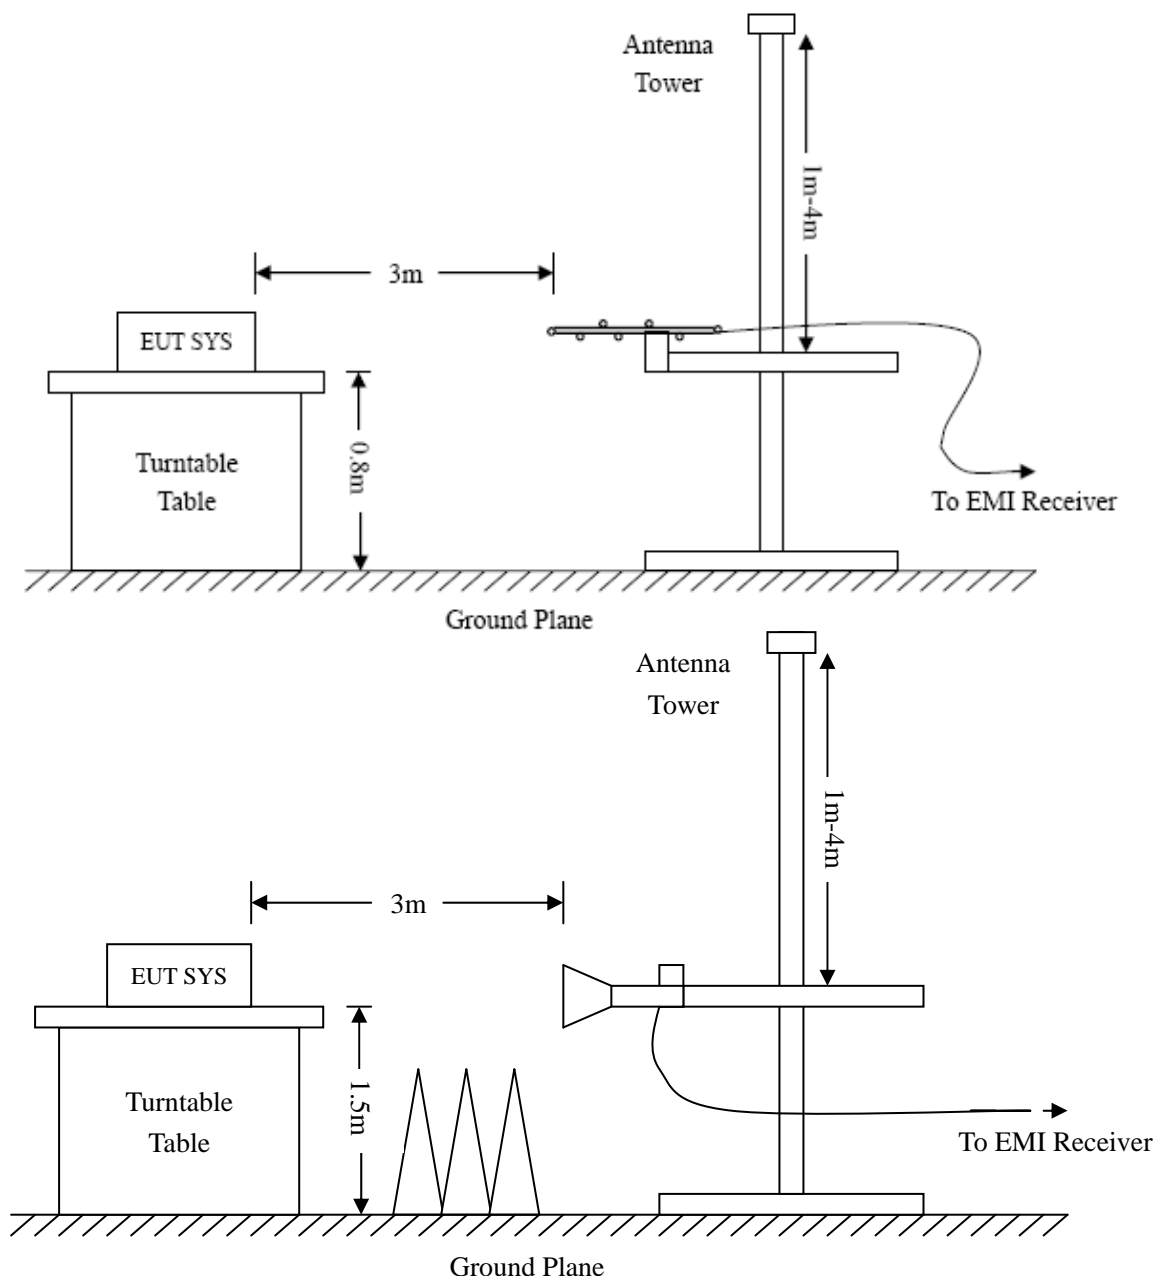 Antenna
Tower
1m-4m
3m
EUT SYS
Turntable
Table
0.8m
To EMI Receiver
Ground Plane
Antenna
Tower
1m-4m
3m
EUT SYS
Turntable
Table
1.5m
To EMI Receiver
Ground Plane